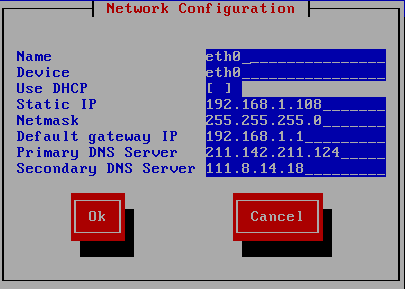 Network Configuration
Name eth0_______________
Device eth0_______________
Use DHCP [ ]
Static IP 192.168.1.108______
Netmask 255.255.255.0______
Default gateway IP 192.168.1.1________
Primary DNS Server 211.142.211.124____
Secondary DNS Server 111.8.14.18________
Ok Cancel